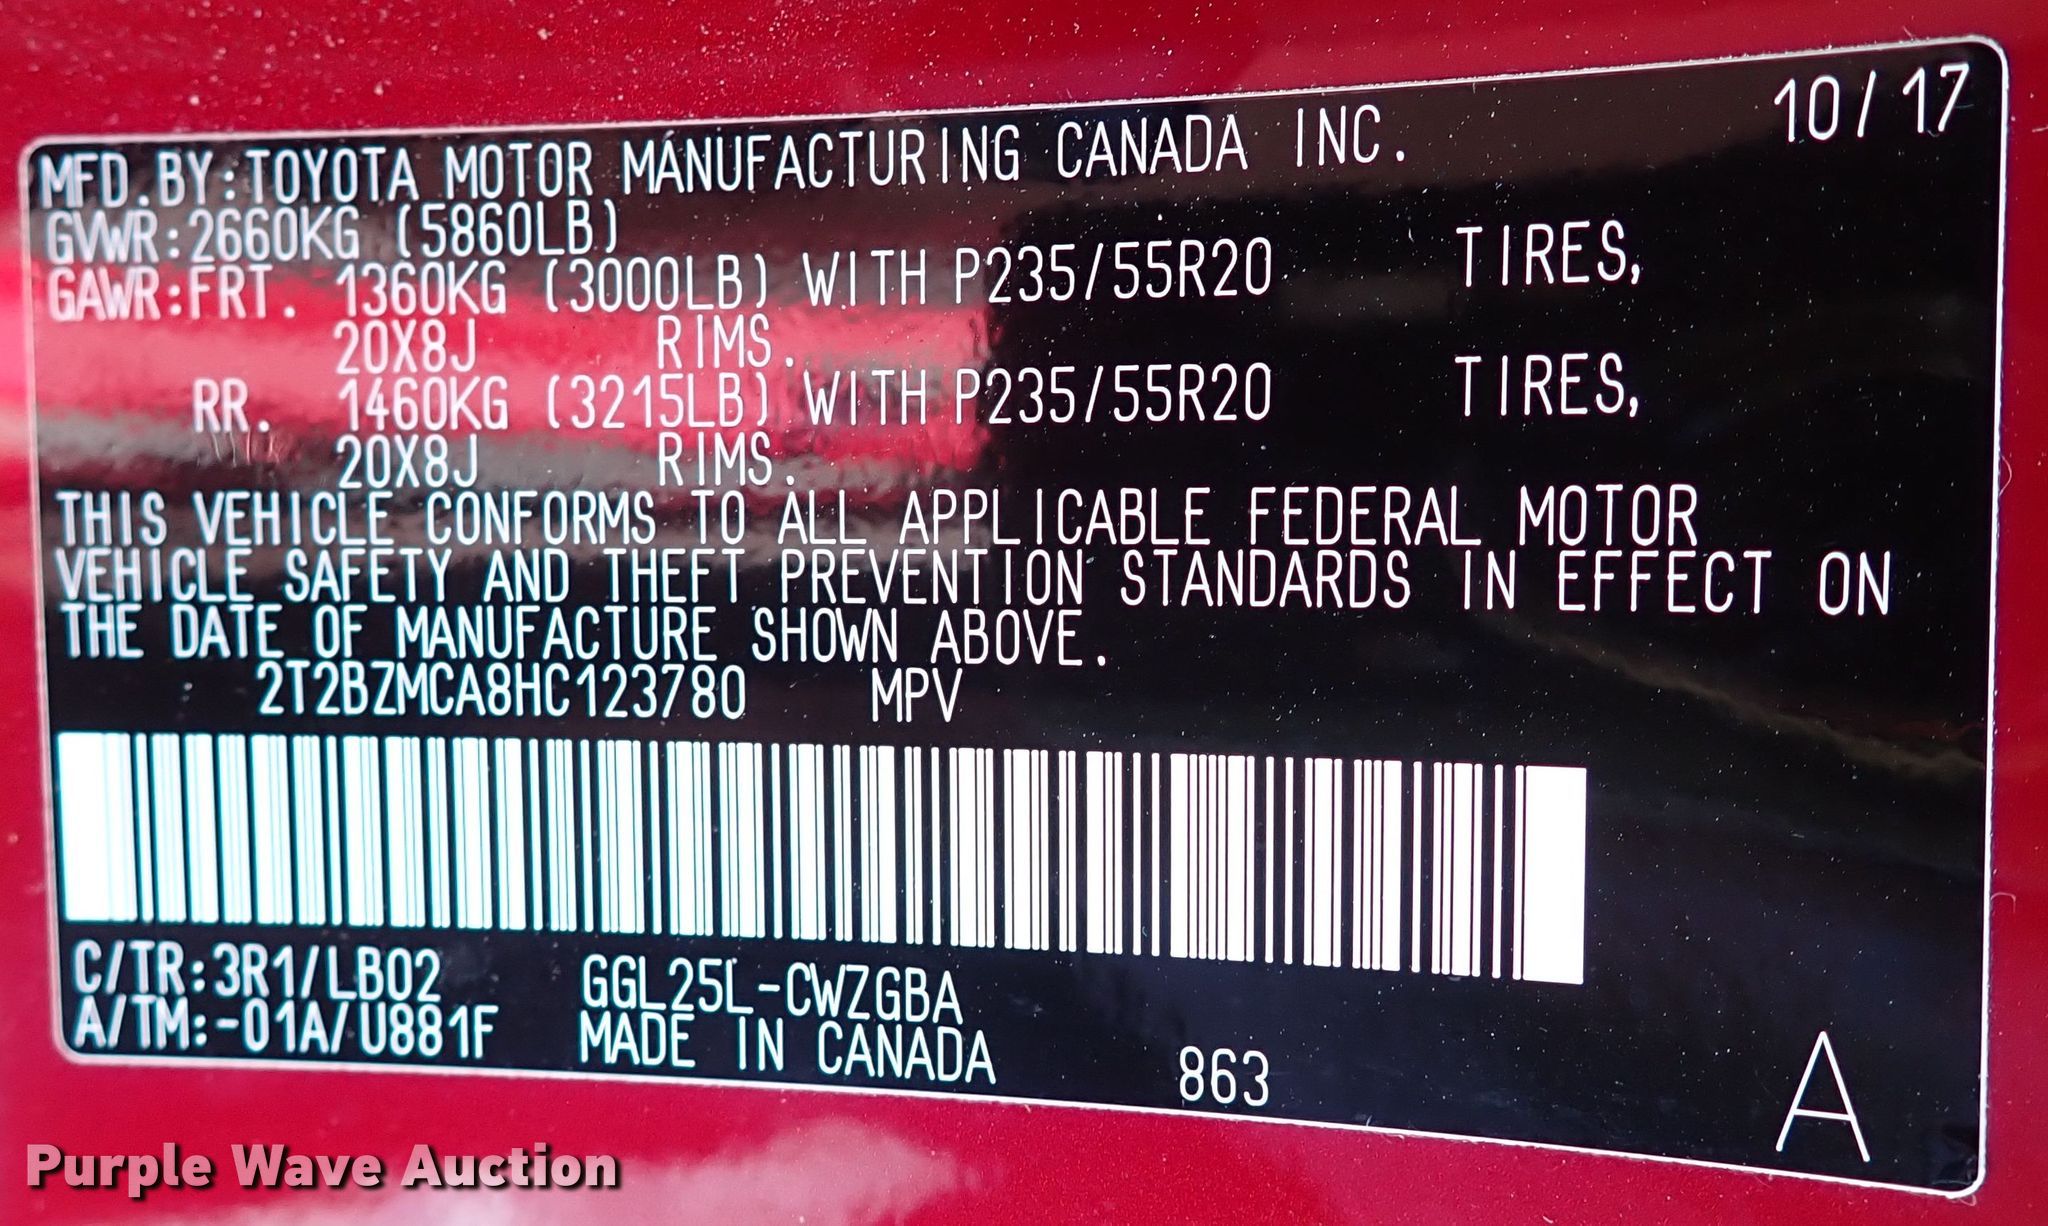 10/17
MFD.BY:TOYOTA MOTOR MANUFACTURING CANADA INC.
GVWR:2660KG (5860LB)
GAWR:FRT. 1360KG (3000LB) WITH P235/55R20 TIRES,
20X8J RIMS.
RR. 1460KG (3215LB) WITH P235/55R20 TIRES,
20X8J RIMS.
THIS VEHICLE CONFORMS TO ALL APPLICABLE FEDERAL MOTOR
VEHICLE SAFETY AND THEFT PREVENTION STANDARDS IN EFFECT ON
THE DATE OF MANUFACTURE SHOWN ABOVE.
2T2BZMCA8HC123780 MPV
C/TR:3R1/LB02 GGL25L-CWZGBA
A/TM:-01A/U881F MADE IN CANADA 863
A
Purple Wave Auction